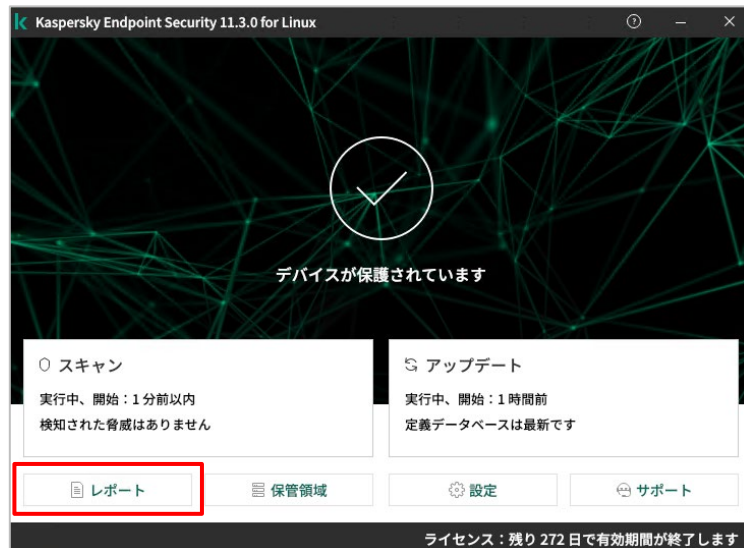 Kaspersky Endpoint Security 11.3.0 for Linux
デバイスが保護されています
スキャン
実行中、開始：1 分前以内
検知された脅威はありません
アップデート
実行中、開始：1 時間前
定義データベースは最新です
レポート
保管領域
設定
サポート
ライセンス：残り 272 日で有効期間が終了します